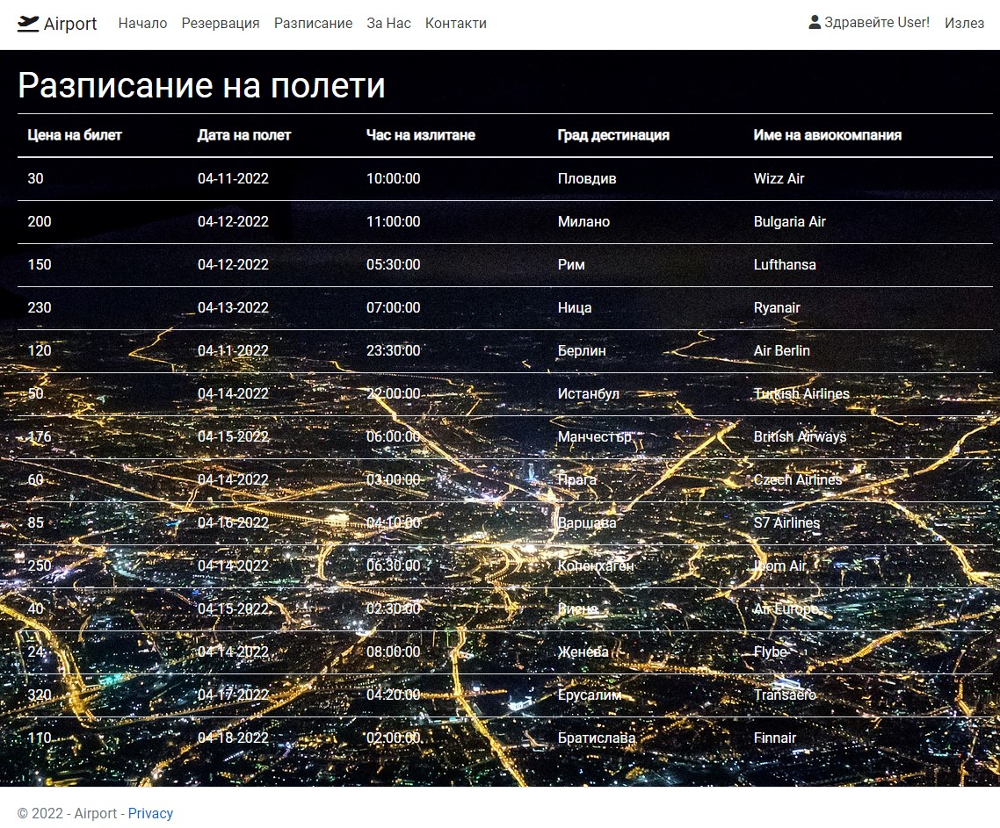 Airport Начало Резервация Разписание За Нас Контакти Здравейте User! Излез
Разписание на полети
Цена на билет Дата на полет Час на излитане Град дестинация Име на авиокомпания
30 04-11-2022 10:00:00 Пловдив Wizz Air
200 04-12-2022 11:00:00 Милано Bulgaria Air
150 04-12-2022 05:30:00 Рим Lufthansa
230 04-13-2022 07:00:00 Ница Ryanair
120 04-11-2022 23:30:00 Берлин Air Berlin
50 04-14-2022 22:00:00 Истанбул Turkish Airlines
176 04-15-2022 06:00:00 Манчестър British Airways
60 04-14-2022 03:00:00 Прага Czech Airlines
85 04-16-2022 04:10:00 Варшава S7 Airlines
250 04-14-2022 06:30:00 Копенхаген Joom Air
40 04-15-2022 02:30:00 Виена Air Europe
24 04-14-2022 08:00:00 Женева Flybe
320 04-17-2022 04:20:00 Ерусалим Transaero
110 04-18-2022 02:00:00 Братислава Finnair
© 2022 - Airport - Privacy